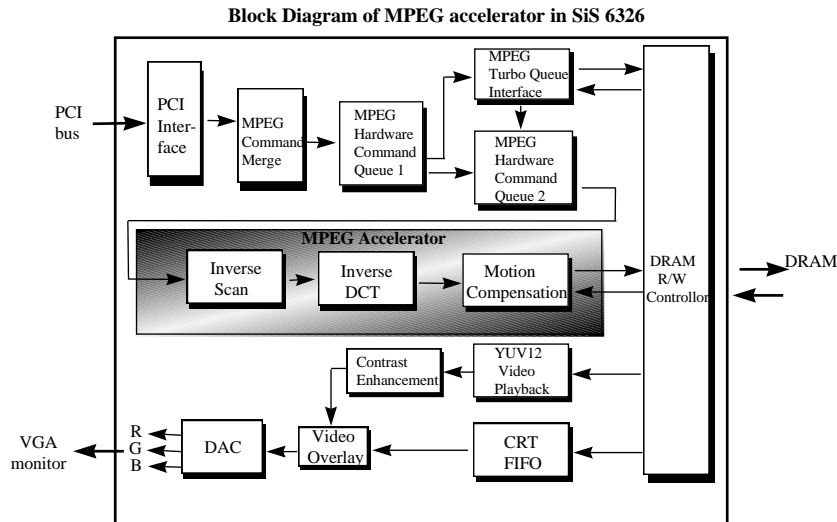 Block Diagram of MPEG accelerator in SiS 6326
PCI
bus
PCI
Inter-
face
MPEG
Command
Merge
MPEG
Hardware
Command
Queue 1
MPEG
Turbo Queue
Interface
MPEG
Hardware
Command
Queue 2
MPEG Accelerator
Inverse
Scan
Inverse
DCT
Motion
Compensation
DRAM
R/W
Controllor
DRAM
Contrast
Enhancement
YUV12
Video
Playback
VGA
monitor
R
G
B
DAC
Video
Overlay
CRT
FIFO